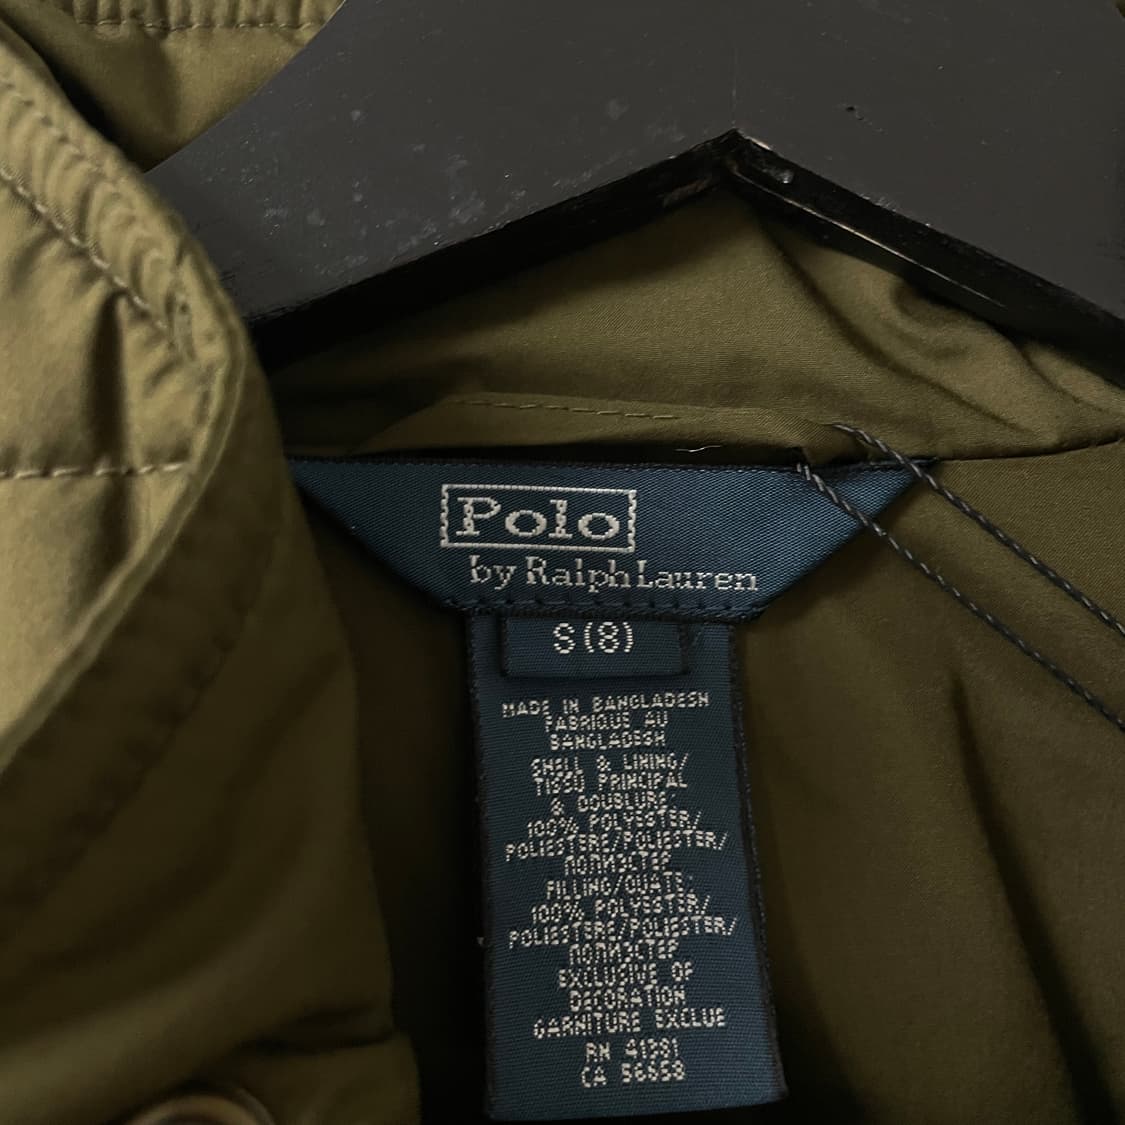 Polo
by Ralph Lauren
S (8)
MADE IN BANGLADESH
FABRIQUE AU
BANGLADESH
SHELL & LINING/
TISSU PRINCIPAL
& DOUBLURE:
100% POLYESTER/
POLIESTERE/POLIESTER/
ПОЛИЭСТЕР
FILLING/OUATE:
100% POLYESTER/
POLIESTERE/POLIESTER/
ПОЛИЭСТЕР
EXCLUSIVE OF
DECORATION
GARNITURE EXCLUE
RN 41381
CA